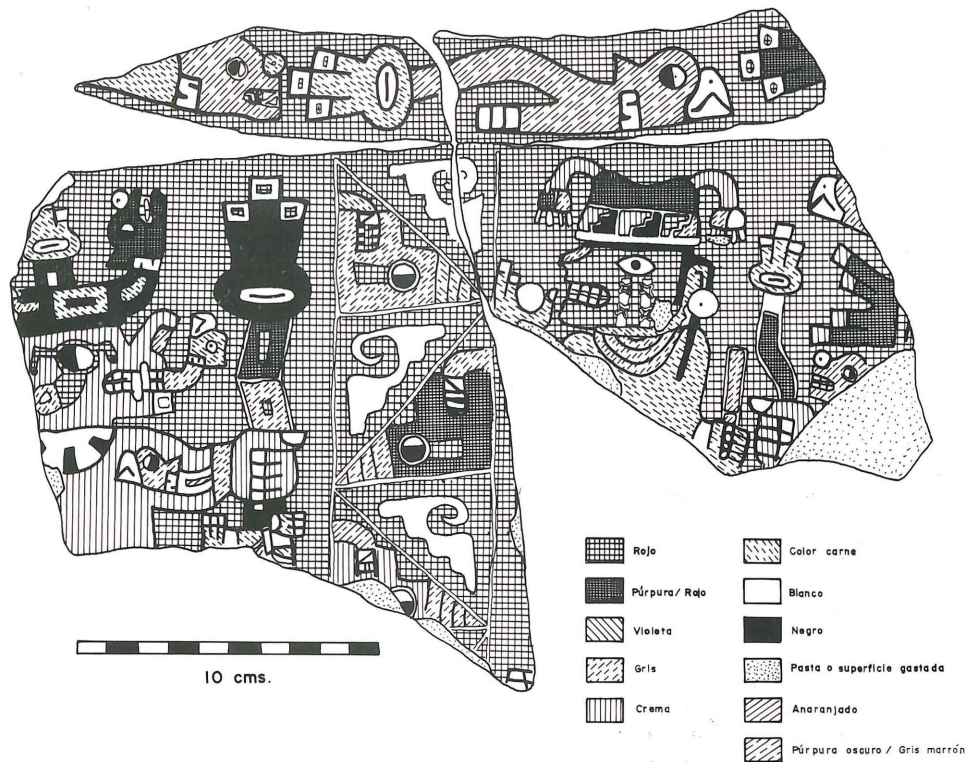 10 cms.
Rojo
Púrpura/ Rojo
Violeta
Gris
Crema
Color carne
Blanco
Negro
Pasta o superficie gastada
Anaranjado
Púrpura oscuro / Gris marrón